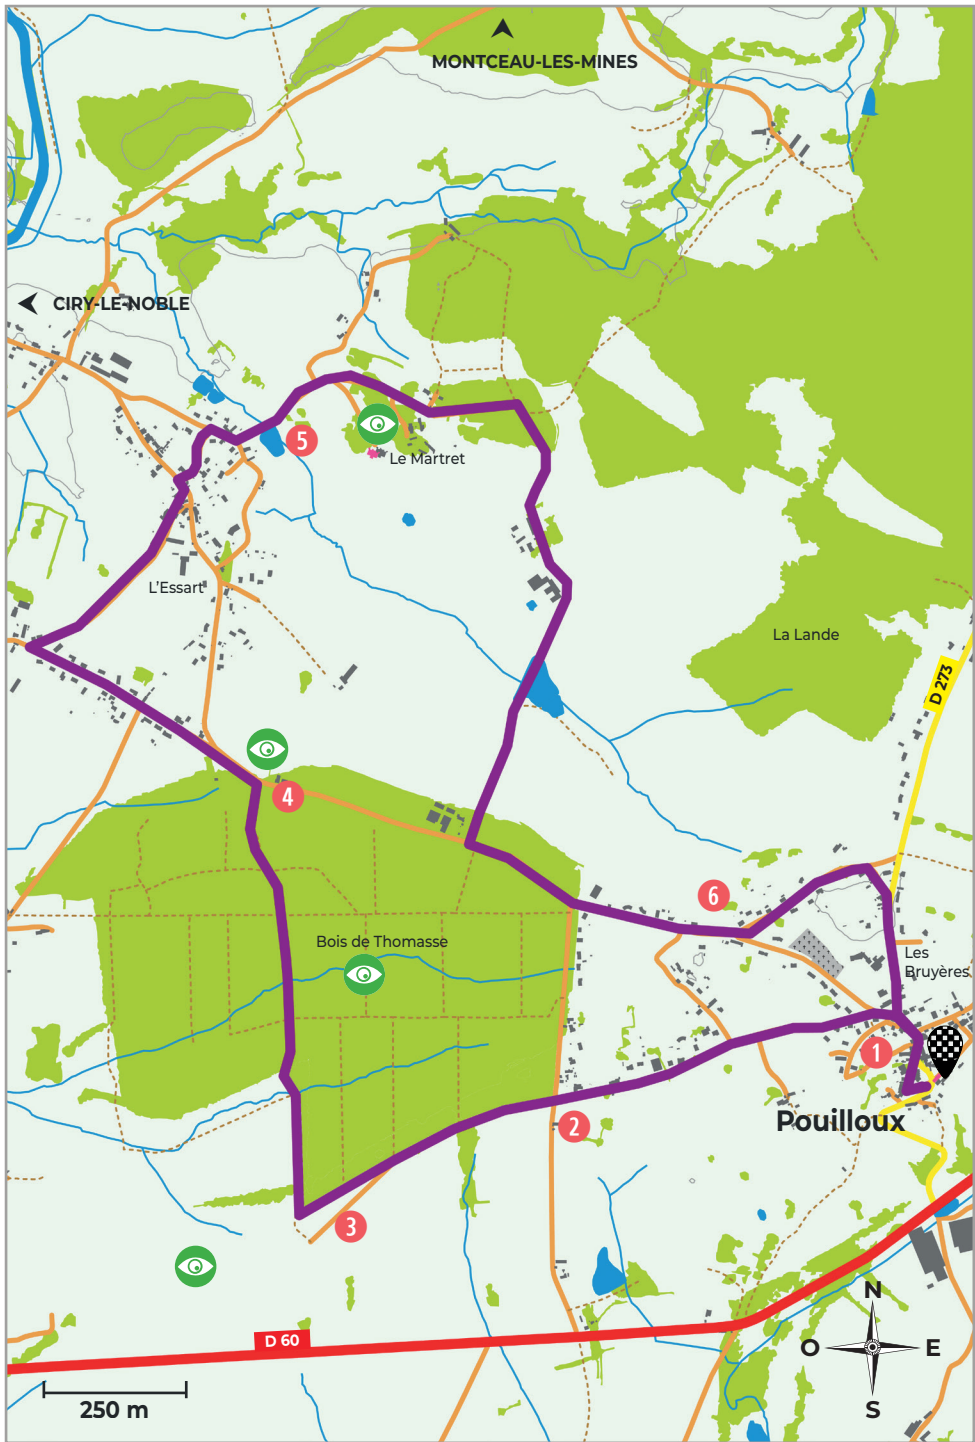 MONTCEAU-LES-MINES
CIRY-LE-NOBLE
5
Le Martret
L'Essart
La Lande
D 273
4
6
Bois de Thomasse
Les
Bruyères
1
Pouilloux
2
3
N
D 60
O
E
250 m
S